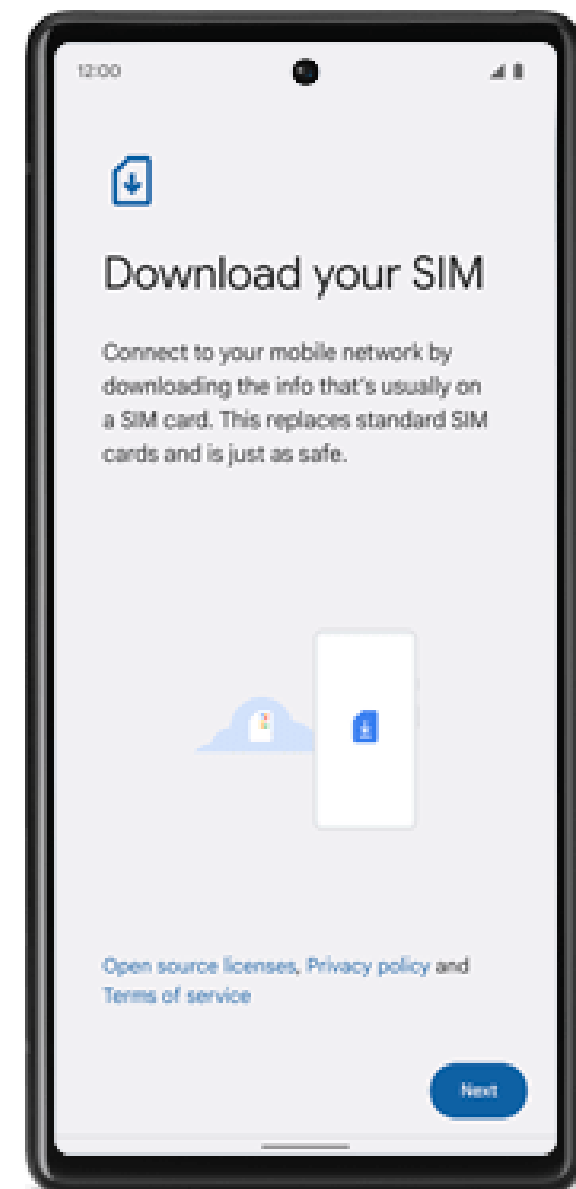 12:00
Download your SIM
Connect to your mobile network by
downloading the info that's usually on
a SIM card. This replaces standard SIM
cards and is just as safe.
Open source licenses, Privacy policy and
Terms of service
Next